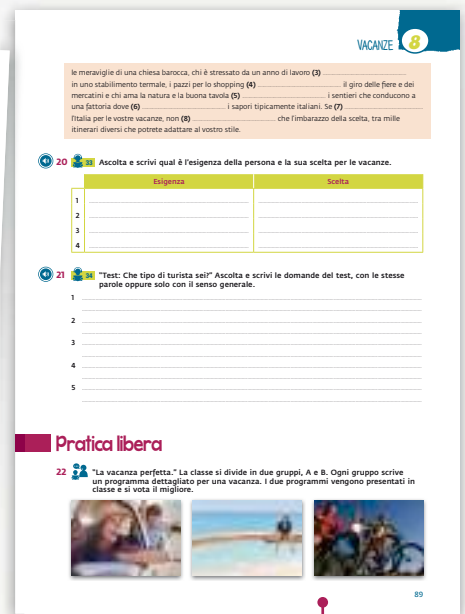 VACANZE 8
le meraviglie di una chiesa barocca, chi è stressato da un anno di lavoro (3)
in uno stabilimento termale, i pazzi per lo shopping (4) il giro delle fiere e dei
mercatini e chi ama la natura e la buona tavola (5) i sentieri che conducono a
una fattoria dove (6) i sapori tipicamente italiani. Se (7)
l'Italia per le vostre vacanze, non (8) che l'imbarazzo della scelta, tra mille
itinerari diversi che potrete adattare al vostro stile.
20 33 Ascolta e scrivi qual è l'esigenza della persona e la sua scelta per le vacanze.
Esigenza Scelta
1
2
3
4
21 34 "Test: Che tipo di turista sei?" Ascolta e scrivi le domande del test, con le stesse
parole oppure solo con il senso generale.
1
2
3
4
5
Pratica libera
22 "La vacanza perfetta." La classe si divide in due gruppi, A e B. Ogni gruppo scrive
un programma dettagliato per una vacanza. I due programmi vengono presentati in
classe e si vota il migliore.
89